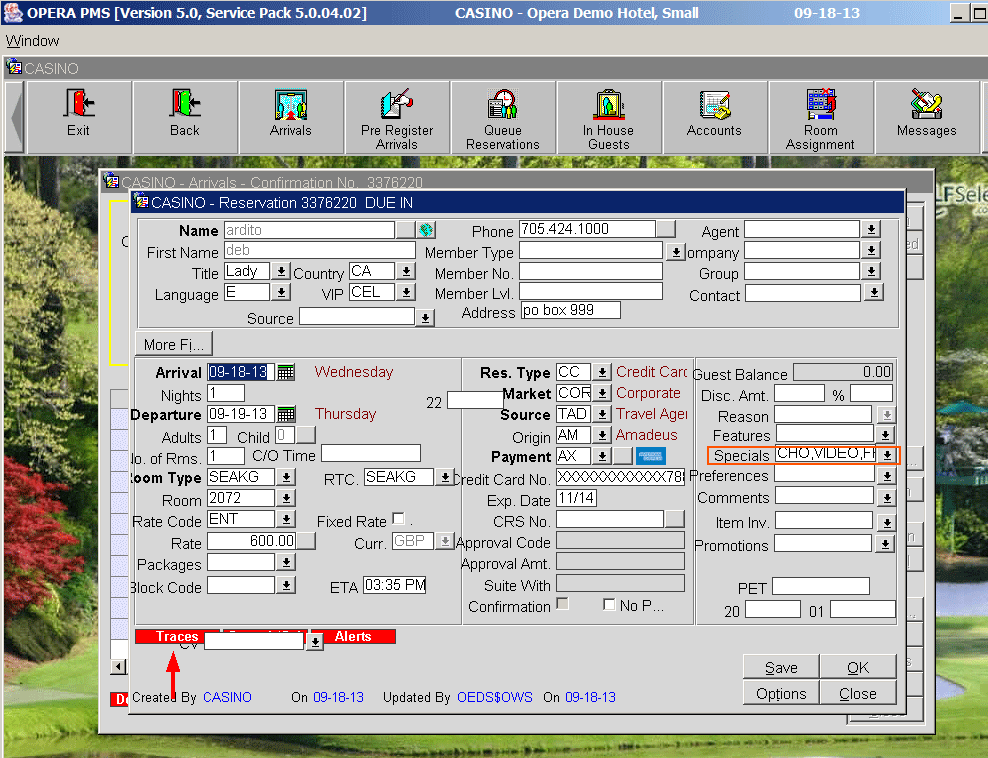 OPERA PMS [Version 5.0, Service Pack 5.0.04.02] CASINO - Opera Demo Hotel, Small 09-18-13
Window
CASINO
Exit Back Arrivals Pre Register Arrivals Queue Reservations In House Guests Accounts Room Assignment Messages
CASINO - Arrivals - Confirmation No. 3376220
CASINO - Reservation 3376220 DUE IN
Name ardito Phone 705.424.1000 Agent
First Name deb Member Type ompany
Title Lady Country CA Member No. Group
Language E VIP CEL Member Lvl. Contact
Source Address po box 999
More Fi...
Arrival 09-18-13 Wednesday Res. Type CC Credit Card Guest Balance 0.00
Nights 1 22 Market COR Corporate Disc. Amt. %
Departure 09-19-13 Thursday Source TAD Travel Agen Reason
Adults 1 Child 0 Origin AM Amadeus Features
No. of Rms. 1 C/O Time Payment AX Specials CHO,VIDEO,FR
Room Type SEAKG RTC. SEAKG Credit Card No. XXXXXXXXXXXX788 Preferences
Room 2072 Exp. Date 11/14 Comments
Rate Code ENT Fixed Rate . CRS No. Item Inv.
Rate 600.00 Curr. GBP Approval Code Promotions
Packages Approval Amt.
Block Code ETA 03:35 PM Suite With PET
Confirmation No P... 20 01
Traces Alerts
CV
Save OK
Created By CASINO On 09-18-13 Updated By OEDS$OWS On 09-18-13 Options Close